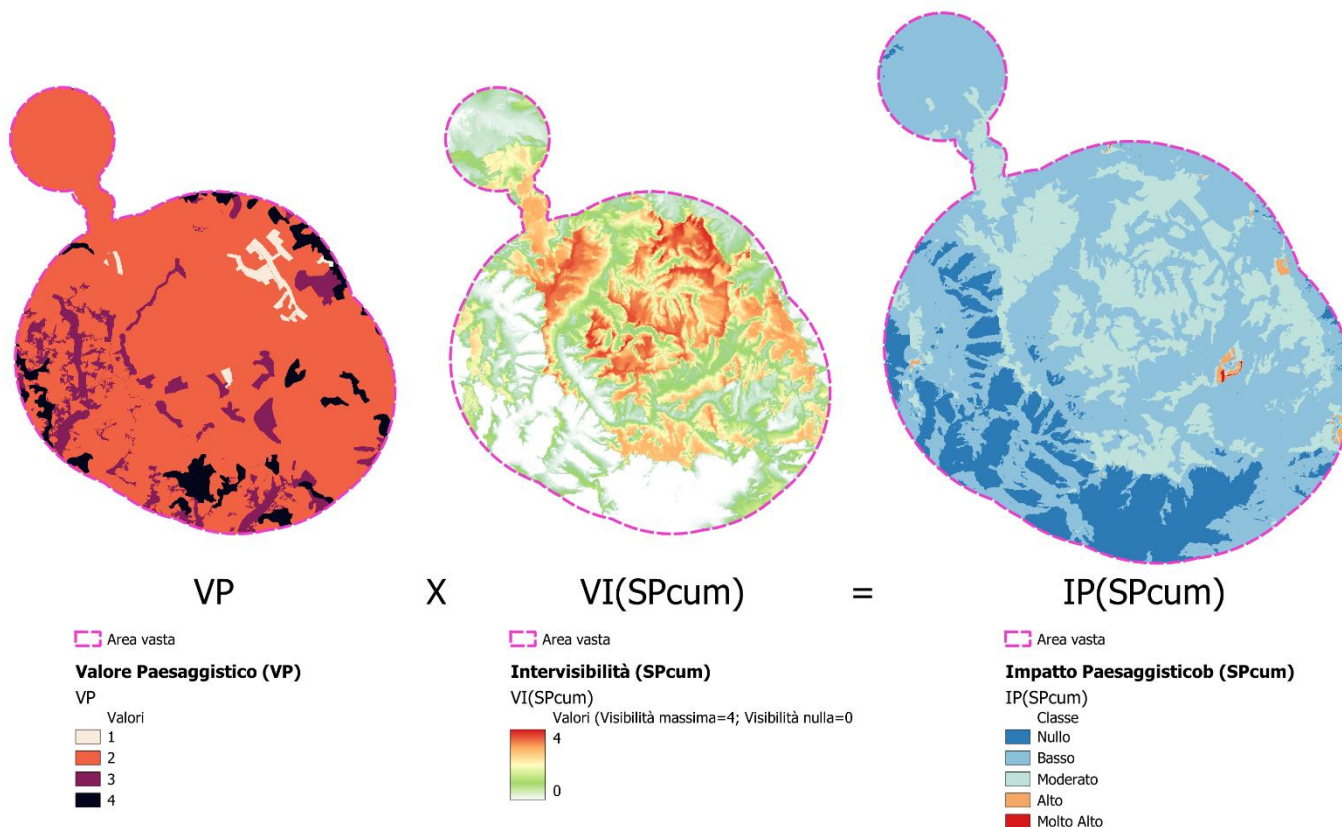 VP X VI(SPcum) = IP(SPcum)
Area vasta
Valore Paesaggistico (VP)
VP
Valori
1
2
3
4
Area vasta
Intervisibilità (SPcum)
VI(SPcum)
Valori (Visibilità massima=4; Visibilità nulla=0
4
0
Area vasta
Impatto Paesaggisticob (SPcum)
IP(SPcum)
Classe
Nullo
Basso
Moderato
Alto
Molto Alto